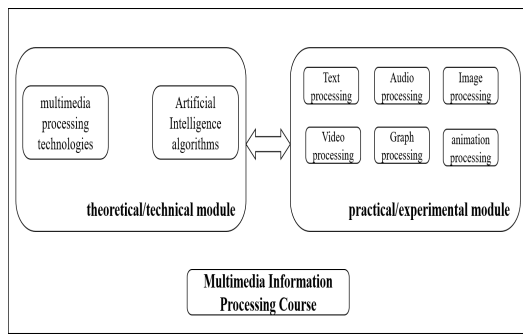 multimedia
processing
technologies
Artificial
Intelligence
algorithms
theoretical/technical module
Text
processing
Audio
processing
Image
processing
Video
processing
Graph
processing
animation
processing
practical/experimental module
Multimedia Information
Processing Course